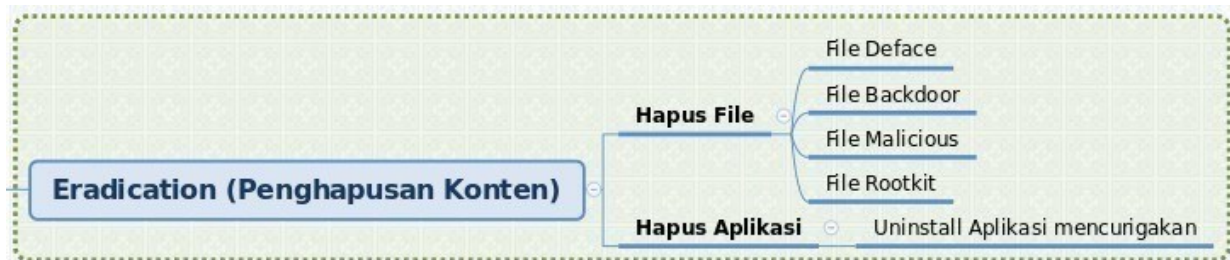 Eradication (Penghapusan Konten)
Hapus File
File Deface
File Backdoor
File Malicious
File Rootkit
Hapus Aplikasi
Uninstall Aplikasi mencurigakan